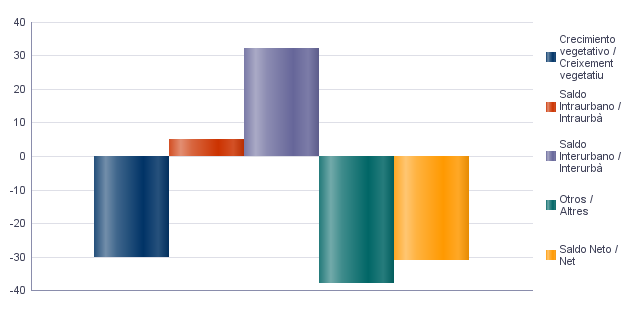 40
30
20
10
0
-10
-20
-30
-40
Crecimiento
vegetativo /
Creixement
vegetatiu
Saldo
Intraurbano /
Intraurbà
Saldo
Interurbano /
Interurbà
Otros /
Altres
Saldo Neto /
Net